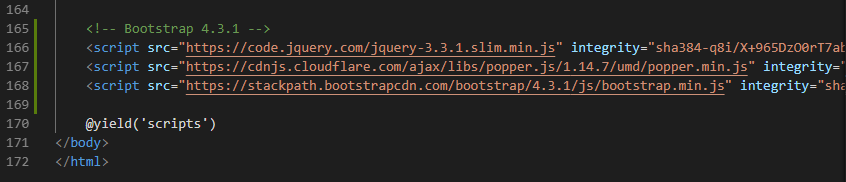 164
165 <!-- Bootstrap 4.3.1 -->
166 <script src="https://code.jquery.com/jquery-3.3.1.slim.min.js" integrity="sha384-q8i/X+965DzO0rT7ab
167 <script src="https://cdnjs.cloudflare.com/ajax/libs/popper.js/1.14.7/umd/popper.min.js" integrity="
168 <script src="https://stackpath.bootstrapcdn.com/bootstrap/4.3.1/js/bootstrap.min.js" integrity="sha
169
170 @yield('scripts')
171 </body>
172 </html>